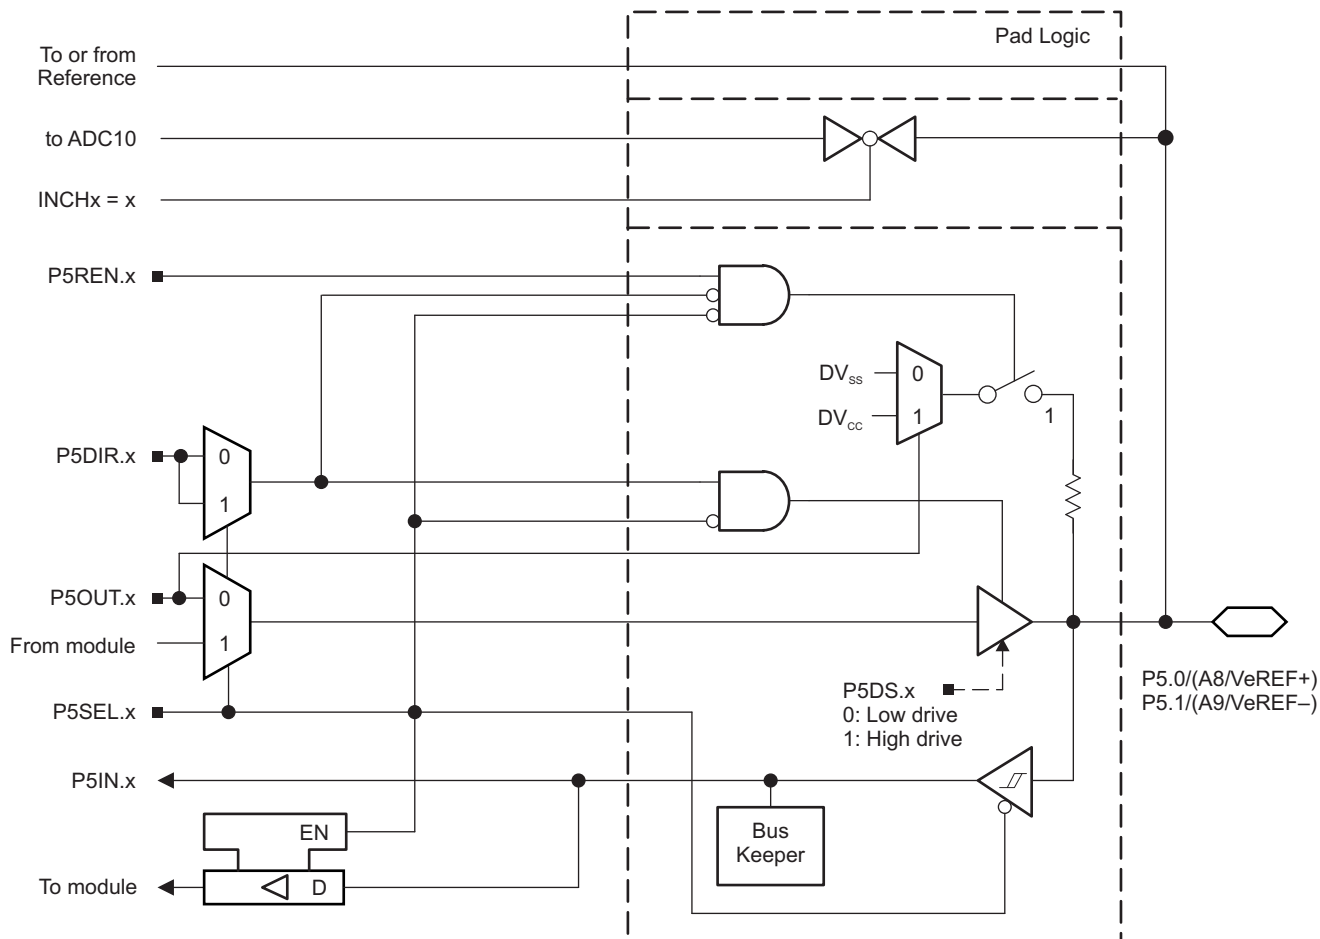 Pad Logic
To or from
Reference
to ADC10
INCHx = x
P5REN.x
DVSS
0
DVCC
1
1
P5DIR.x
0
1
P5OUT.x
0
From module
1
P5SEL.x
P5DS.x
0: Low drive
1: High drive
P5.0/(A8/VeREF+)
P5.1/(A9/VeREF–)
P5IN.x
Bus
Keeper
EN
To module
D